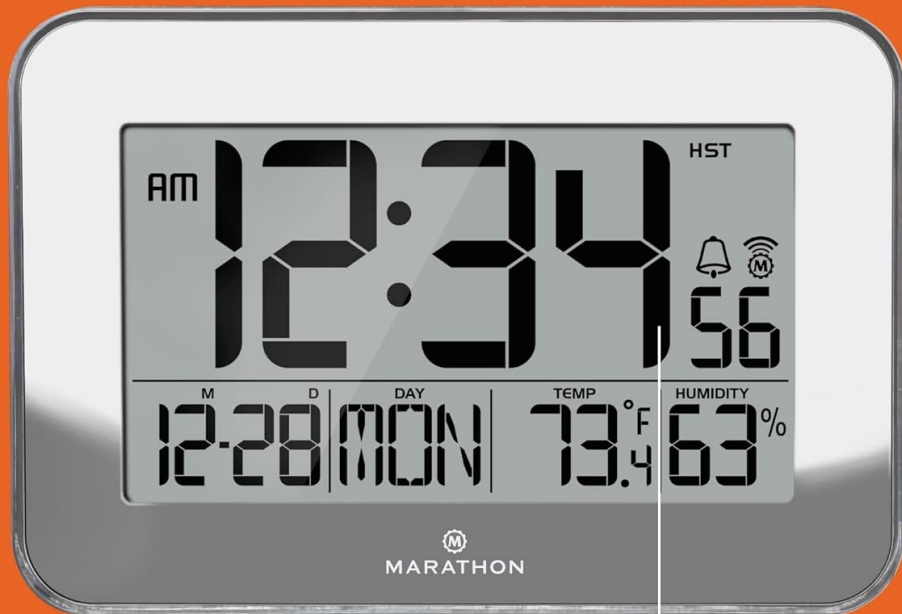 HST
AM 12:34
56
M D DAY TEMP HUMIDITY
12-28 MON 73.4°F 63%
M
MARATHON